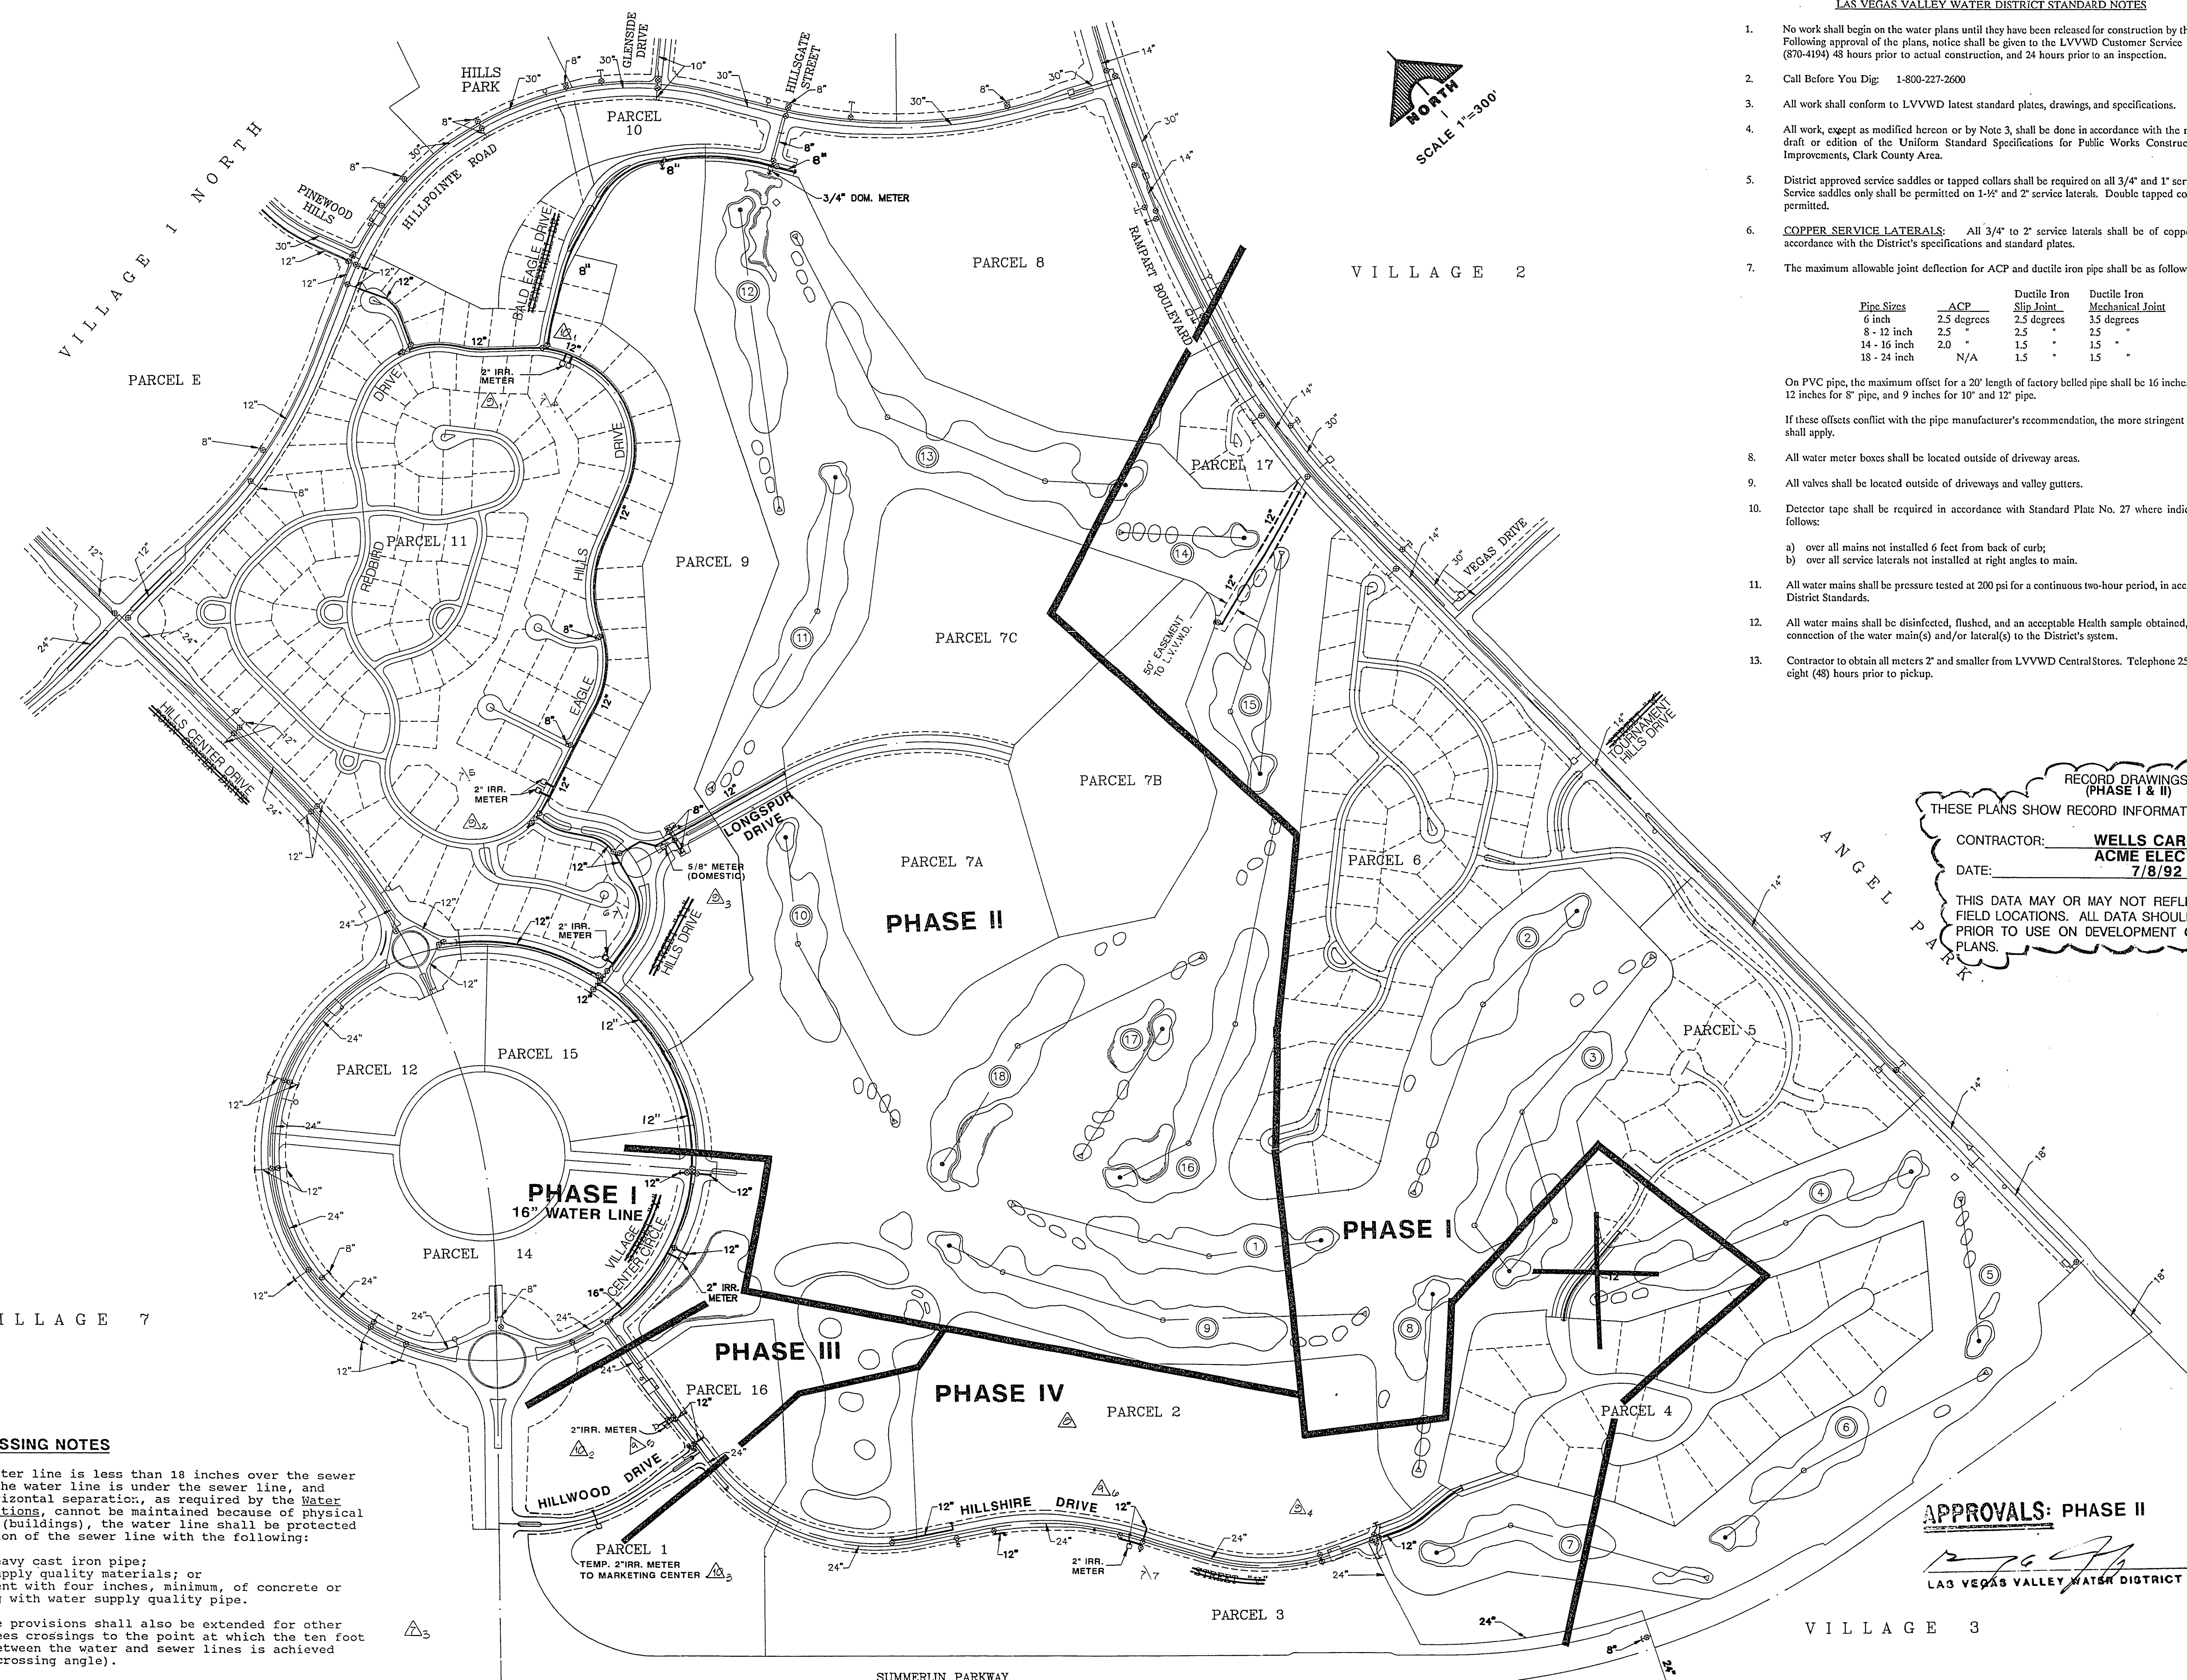 LAS VEGAS VALLEY WATER DISTRICT STANDARD NOTES
1. No work shall begin on the water plans until they have been released for construction by th
Following approval of the plans, notice shall be given to the LVVWD Customer Service
(870-4194) 48 hours prior to actual construction, and 24 hours prior to an inspection.
2. Call Before You Dig: 1-800-227-2600
3. All work shall conform to LVVWD latest standard plates, drawings, and specifications.
4. All work, except as modified hereon or by Note 3, shall be done in accordance with the
draft or edition of the Uniform Standard Specifications for Public Works Construc
Improvements, Clark County Area.
5. District approved service saddles or tapped collars shall be required on all 3/4" and 1" ser
Service saddles only shall be permitted on 1-½" and 2" service laterals. Double tapped co
permitted.
6. COPPER SERVICE LATERALS: All 3/4" to 2" service laterals shall be of coppe
accordance with the District's specifications and standard plates.
7. The maximum allowable joint deflection for ACP and ductile iron pipe shall be as follow
Ductile Iron Ductile Iron
Pipe Sizes ACP Slip Joint Mechanical Joint
6 inch 2.5 degrees 2.5 degrees 3.5 degrees
8 - 12 inch 2.5 " 2.5 " 2.5 "
14 - 16 inch 2.0 " 1.5 " 1.5 "
18 - 24 inch N/A 1.5 " 1.5 "
On PVC pipe, the maximum offset for a 20' length of factory belled pipe shall be 16 inche
12 inches for 8" pipe, and 9 inches for 10" and 12" pipe.
If these offsets conflict with the pipe manufacturer's recommendation, the more stringent
shall apply.
8. All water meter boxes shall be located outside of driveway areas.
9. All valves shall be located outside of driveways and valley gutters.
10. Detector tape shall be required in accordance with Standard Plate No. 27 where indic
follows:
a) over all mains not installed 6 feet from back of curb;
b) over all service laterals not installed at right angles to main.
11. All water mains shall be pressure tested at 200 psi for a continuous two-hour period, in acc
District Standards.
12. All water mains shall be disinfected, flushed, and an acceptable Health sample obtained,
connection of the water main(s) and/or lateral(s) to the District's system.
13. Contractor to obtain all meters 2" and smaller from LVVWD Central Stores. Telephone 25
eight (48) hours prior to pickup.
RECORD DRAWINGS
(PHASE I & II)
THESE PLANS SHOW RECORD INFORMAT
CONTRACTOR: WELLS CAR
ACME ELEC
DATE: 7/8/92
THIS DATA MAY OR MAY NOT REFL
FIELD LOCATIONS. ALL DATA SHOUL
PRIOR TO USE ON DEVELOPMENT
PLANS.
NORTH
SCALE 1"=300'
VILLAGE 1 NORTH
HILLS
PARK
GLENSIDE
DRIVE
HILLSGATE
STREET
PARCEL
10
HILLPOINTE ROAD
PINEWOOD
HILLS
3/4" DOM. METER
PARCEL 8
RAMPART BOULEVARD
VILLAGE 2
PARCEL E
BALD EAGLE DRIVE
2" IRR.
METER
DRIVE
DRIVE
HILLS
EAGLE
REDBIRD
PARCEL 11
PARCEL 9
PARCEL 17
VEGAS DRIVE
PARCEL 7C
50' EASEMENT
TO L.V.V.W.D.
HILLS CENTER DRIVE
TOWN CENTER DRIVE
2" IRR.
METER
LONGSPUR
DRIVE
PARCEL 7B
TOURNAMENT
HILLS DRIVE
5/8" METER
(DOMESTIC)
PARCEL 7A
PARCEL 6
PHASE II
ANGEL PARK
2" IRR.
METER
HILLS DRIVE
PARCEL 5
PARCEL 15
PARCEL 12
PHASE I
16" WATER LINE
PARCEL 14
VILLAGE
CENTER CIRCLE
2" IRR.
METER
PHASE I
PHASE III
PARCEL 16
PHASE IV
PARCEL 2
PARCEL 4
ILLAGE 7
2" IRR. METER
HILLWOOD DRIVE
HILLSHIRE DRIVE
PARCEL 1
TEMP. 2" IRR. METER
TO MARKETING CENTER
2" IRR.
METER
STREET "V"
PARCEL 3
SUMMERLIN PARKWAY
VILLAGE 3
APPROVALS: PHASE II
LAS VEGAS VALLEY WATER DISTRICT
SSING NOTES
ter line is less than 18 inches over the sewer
he water line is under the sewer line, and
rizontal separation, as required by the Water
tions, cannot be maintained because of physical
(buildings), the water line shall be protected
ion of the sewer line with the following:
eavy cast iron pipe;
upply quality materials; or
ent with four inches, minimum, of concrete or
g with water supply quality pipe.
e provisions shall also be extended for other
ees crossings to the point at which the ten foot
etween the water and sewer lines is achieved
crossing angle).